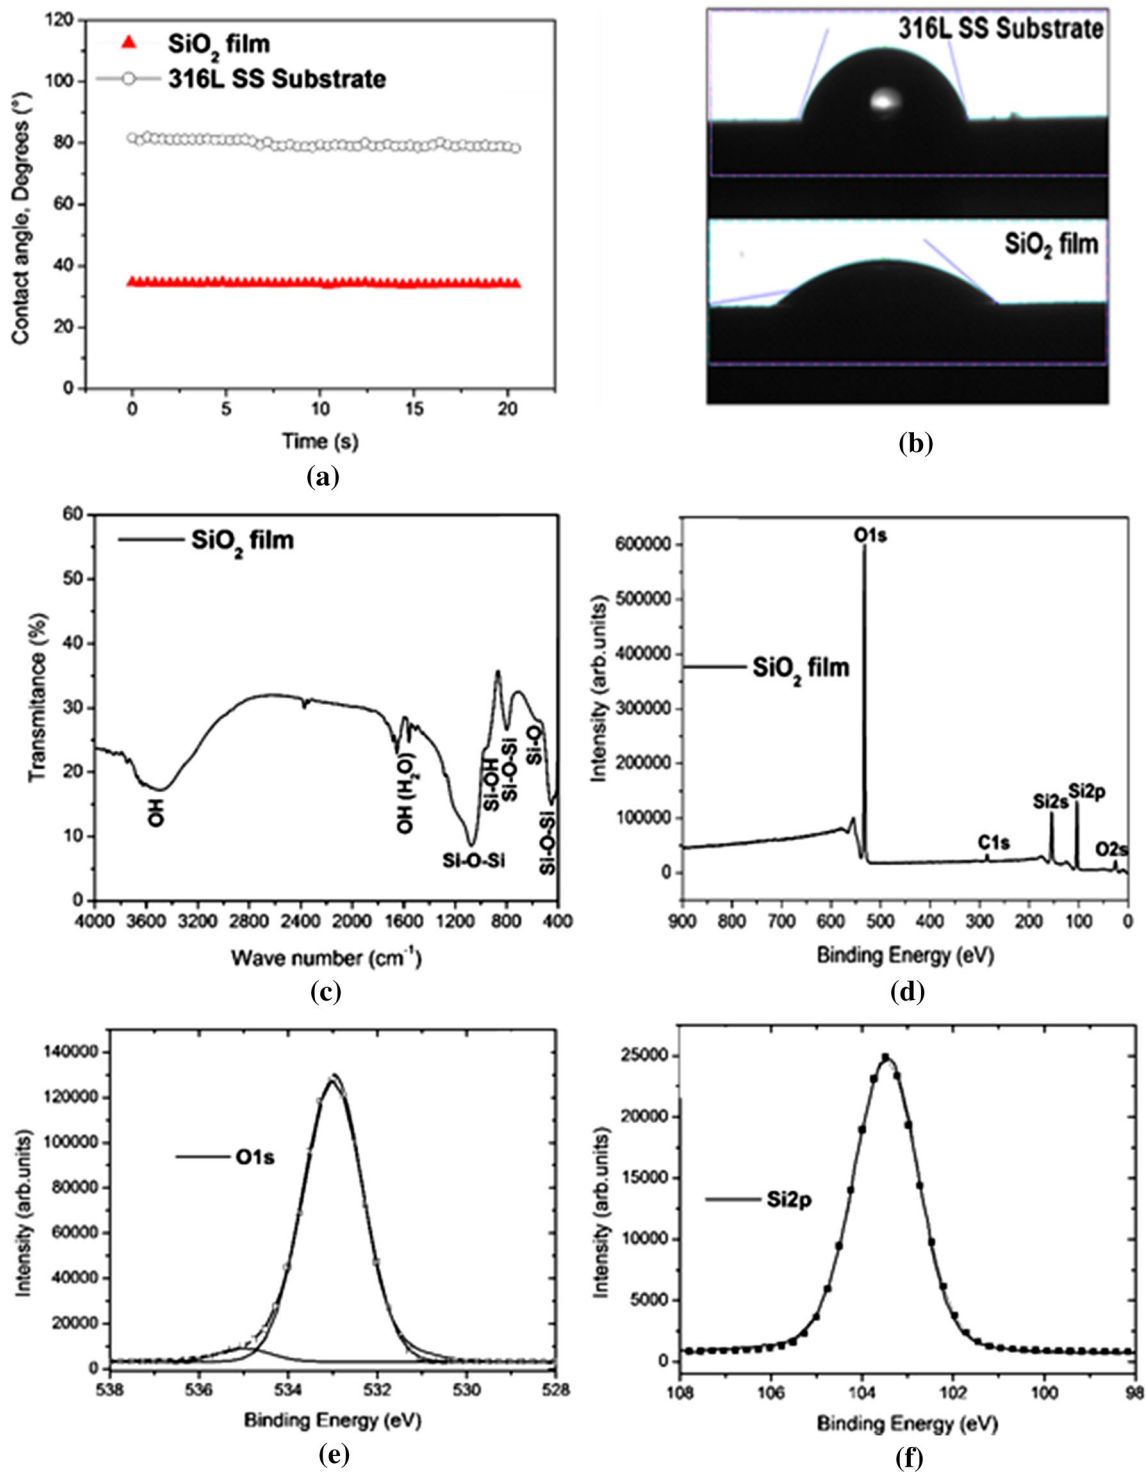 120
100
80
60
40
20
0
Contact angle, Degrees (°)
SiO2 film
316L SS Substrate
0 5 10 15 20
Time (s)
(a)
316L SS Substrate
SiO2 film
(b)
60
50
40
30
20
10
0
Transmitance (%)
SiO2 film
OH
OH (H2O)
Si-O-Si
Si-OH
Si-O-Si
Si-O
Si-O-Si
4000 3600 3200 2800 2400 2000 1600 1200 800 400
Wave number (cm-1)
(c)
600000
500000
400000
300000
200000
100000
0
Intensity (arb.units)
O1s
SiO2 film
C1s
Si2s
Si2p
O2s
900 800 700 600 500 400 300 200 100 0
Binding Energy (eV)
(d)
140000
120000
100000
80000
60000
40000
20000
0
Intensity (arb.units)
O1s
538 536 534 532 530 528
Binding Energy (eV)
(e)
25000
20000
15000
10000
5000
0
Intensity (arb.units)
Si2p
108 106 104 102 100 98
Binding Energy (eV)
(f)